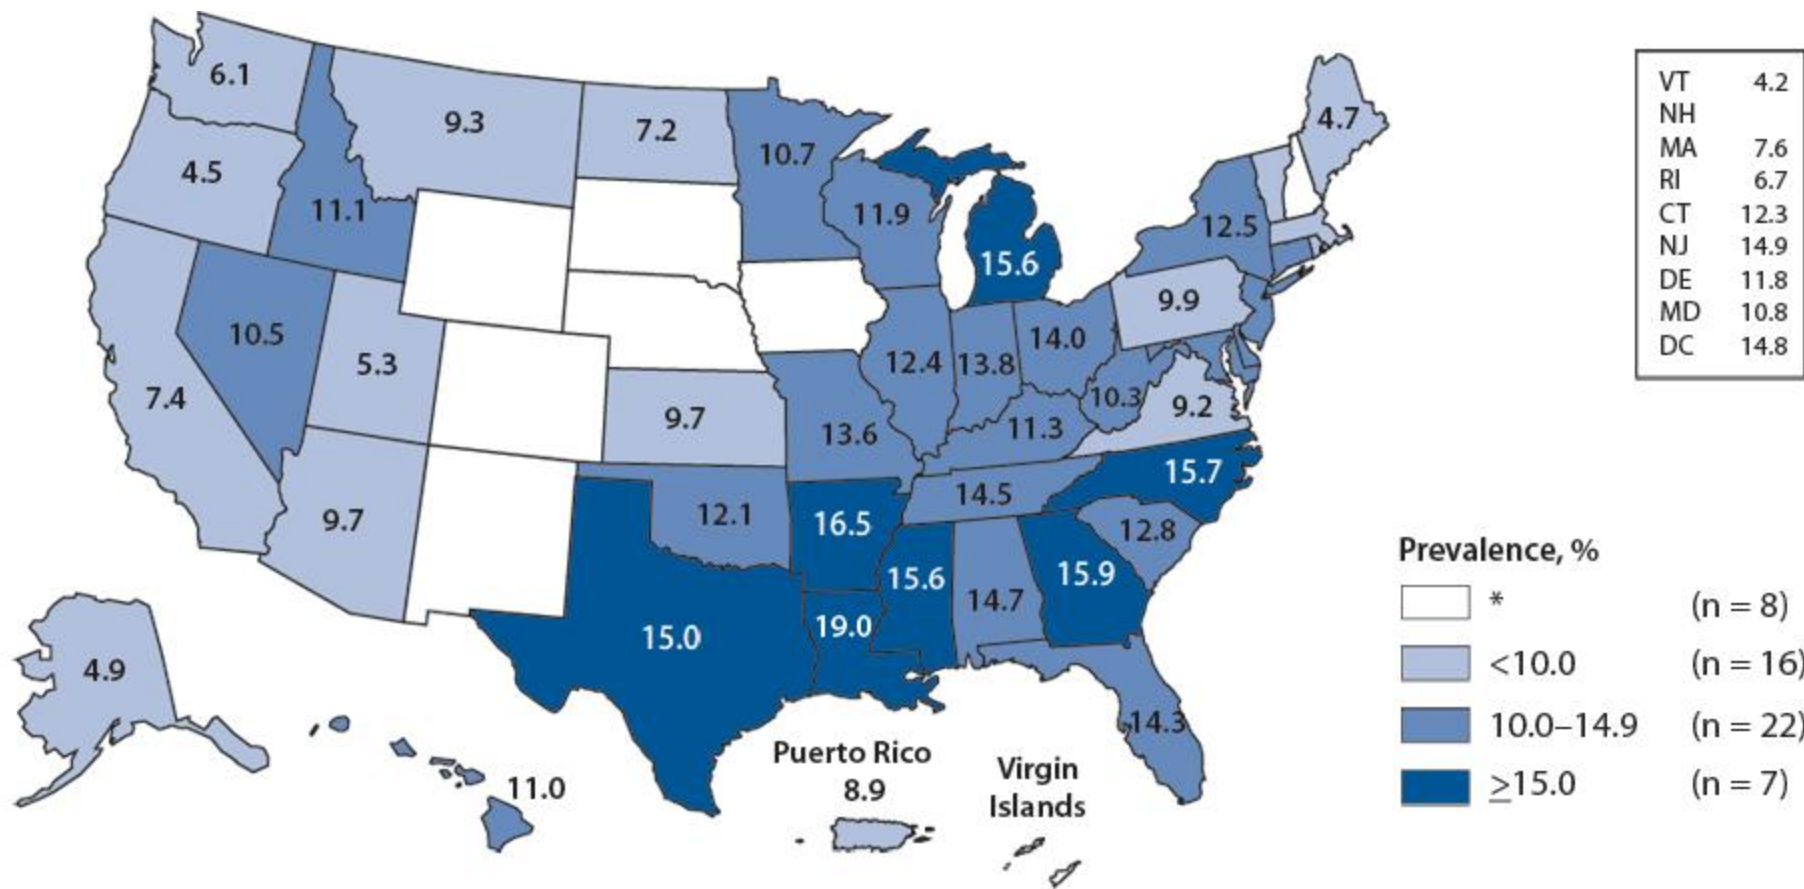 6.1
9.3
7.2
4.7
4.5
10.7
11.1
11.9
12.5
15.6
9.9
10.5
5.3
12.4
13.8
14.0
7.4
9.7
10.3
9.2
13.6
11.3
15.7
9.7
12.1
16.5
14.5
12.8
15.6
15.9
14.7
15.0
19.0
4.9
14.3
11.0
Puerto Rico
8.9
Virgin
Islands
VT 4.2
NH
MA 7.6
RI 6.7
CT 12.3
NJ 14.9
DE 11.8
MD 10.8
DC 14.8
Prevalence, %
* (n = 8)
<10.0 (n = 16)
10.0–14.9 (n = 22)
≥15.0 (n = 7)